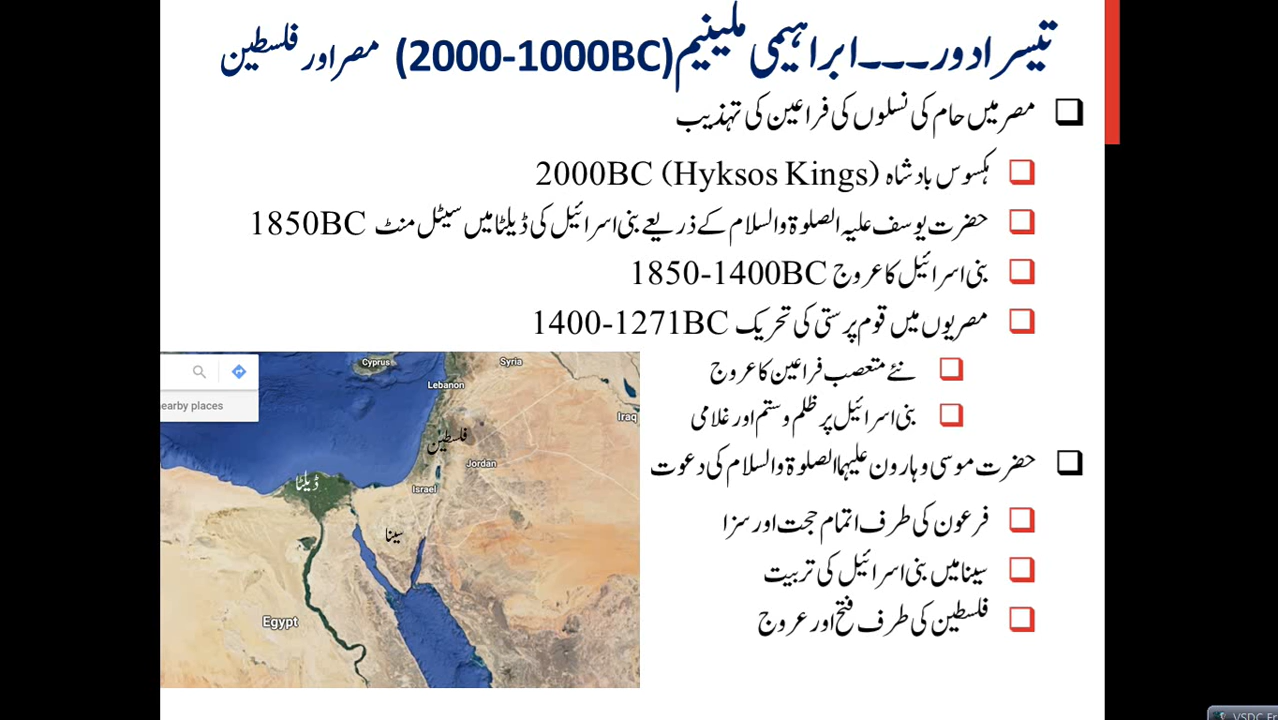 تیسرا دور۔۔۔ابراہیمی ملینیم(2000-1000BC) مصر اور فلسطین
مصر میں حام کی نسلوں کی فراعین کی تہذیب
ہکسوس بادشاہ (Hyksos Kings) 2000BC
حضرت یوسف علیہ الصلوۃ والسلام کے ذریعے بنی اسرائیل کی ڈیلٹا میں سیٹل منٹ 1850BC
بنی اسرائیل کا عروج 1850-1400BC
مصریوں میں قوم پرستی کی تحریک 1400-1271BC
نئے متعصب فراعین کا عروج
بنی اسرائیل پر ظلم و ستم اور غلامی
حضرت موسی و ہارون علیہما الصلوۃ والسلام کی دعوت
فرعون کی طرف اتمام حجت اور سزا
سینا میں بنی اسرائیل کی تربیت
فلسطین کی طرف فتح اور عروج
Cyprus
Syria
Lebanon
earby places
Iraq
فلسطین
Jordan
ڈیلٹا
Israel
سینا
Egypt
VSDC Fr